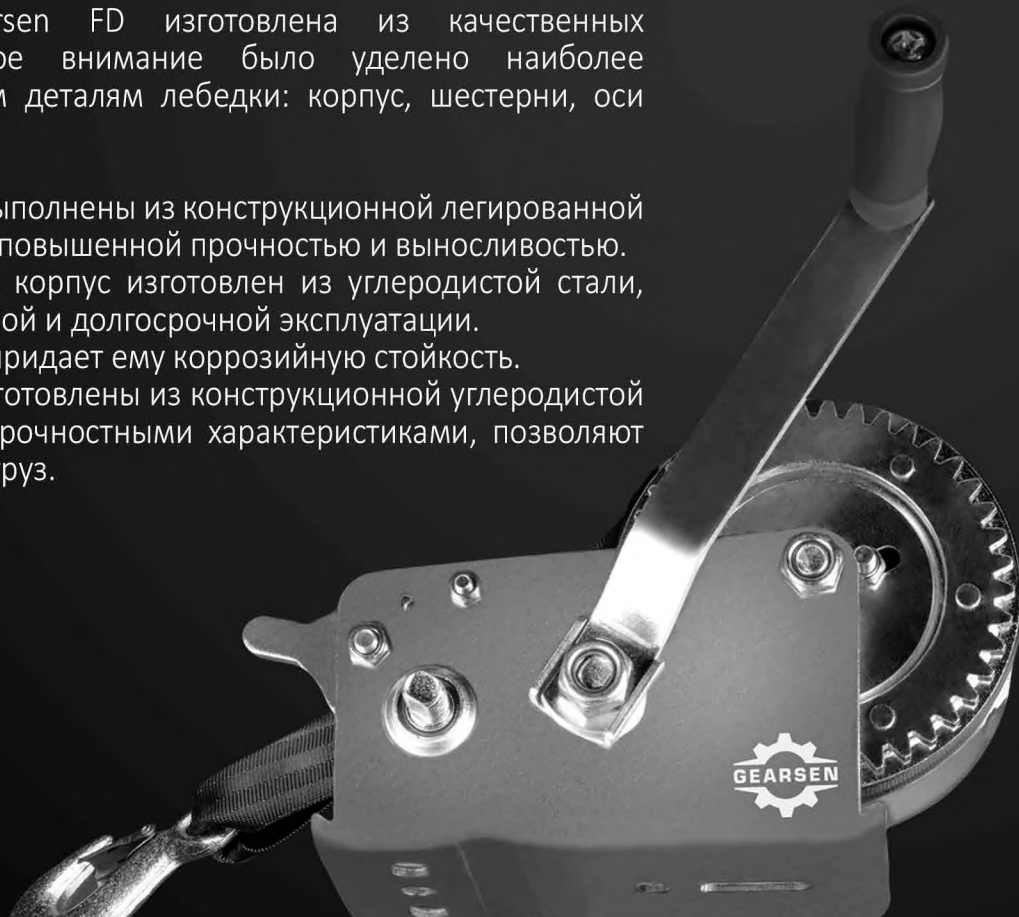 rsen FD изготовлена из качественных
ре внимание было уделено наиболее
м деталям лебедки: корпус, шестерни, оси
ыполнены из конструкционной легированной
повышенной прочностью и выносливостью.
корпус изготовлен из углеродистой стали,
ой и долгосрочной эксплуатации.
ридает ему коррозийную стойкость.
готовлены из конструкционной углеродистой
рочностными характеристиками, позволяют
груз.
GEARSEN